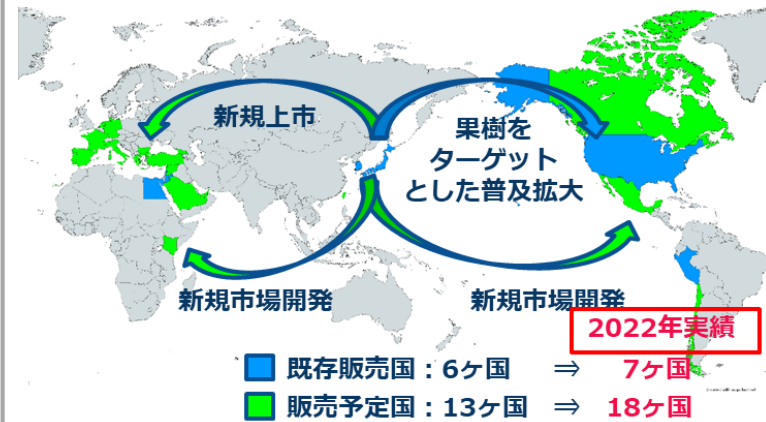 新規上市
果樹を
ターゲット
とした普及拡大
新規市場開発
新規市場開発
2022年実績
既存販売国：6ヶ国 ⇒ 7ヶ国
販売予定国：13ヶ国 ⇒ 18ヶ国